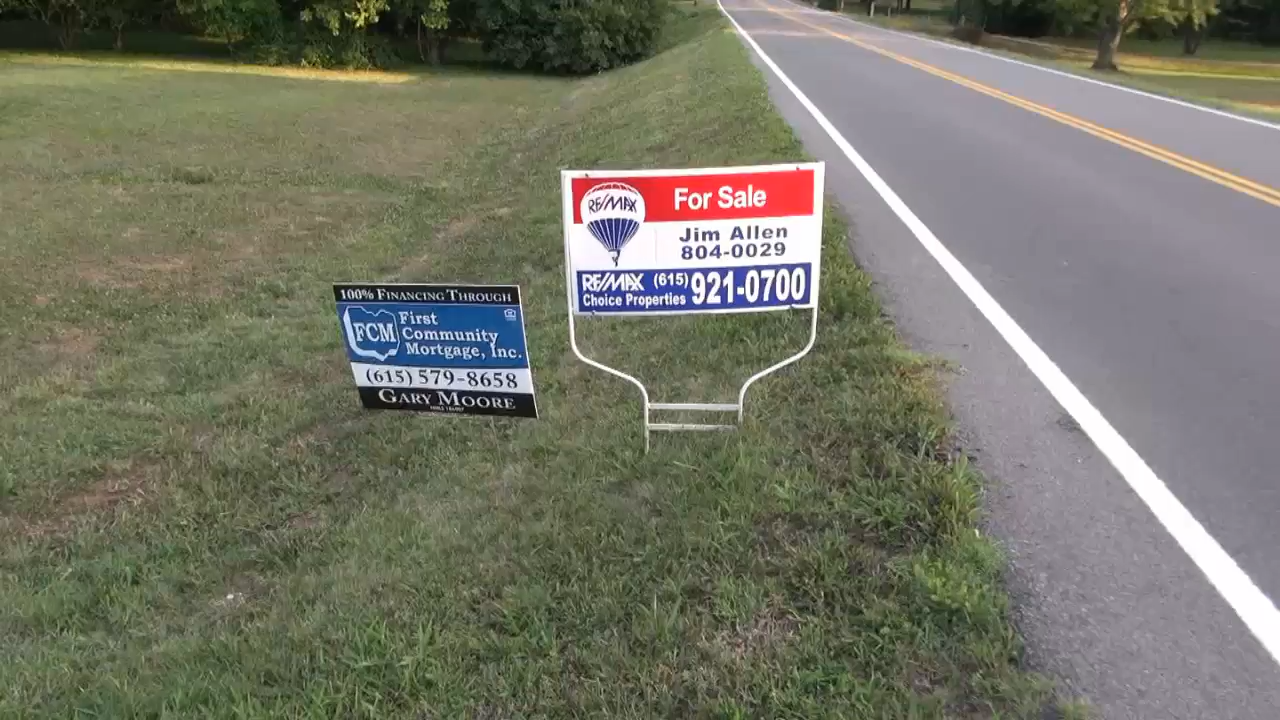 100% FINANCING THROUGH
FCM
First
Community
Mortgage, Inc.
(615) 579-8658
GARY MOORE
RE/MAX
For Sale
Jim Allen
804-0029
RE/MAX (615) 921-0700
Choice Properties